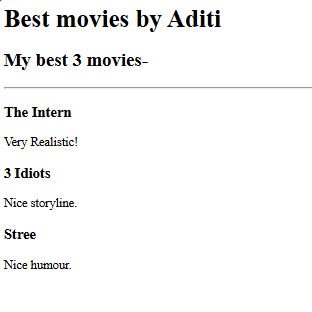 Best movies by Aditi
My best 3 movies-
The Intern
Very Realistic!
3 Idiots
Nice storyline.
Stree
Nice humour.